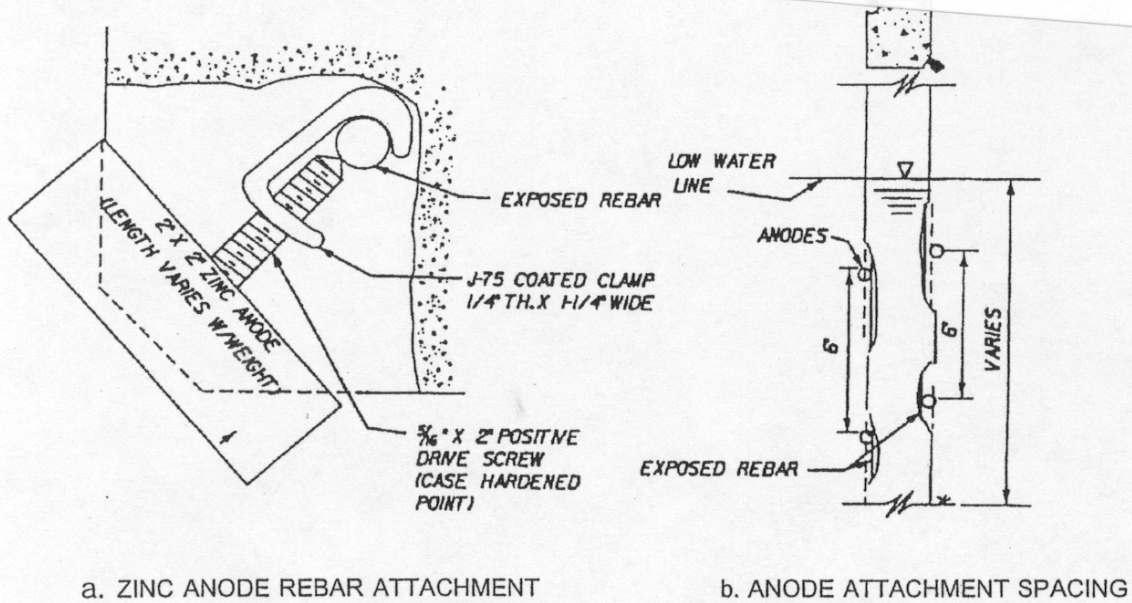 2" X 2" ZINC ANODE
(LENGTH VARIES W/WEIGHT)
EXPOSED REBAR
J-75 COATED CLAMP
1/4" TH. X 1-1/4" WIDE
5/16" X 2" POSITIVE
DRIVE SCREW
(CASE HARDENED
POINT)
a. ZINC ANODE REBAR ATTACHMENT
LOW WATER
LINE
ANODES
6'
6'
VARIES
EXPOSED REBAR
b. ANODE ATTACHMENT SPACING